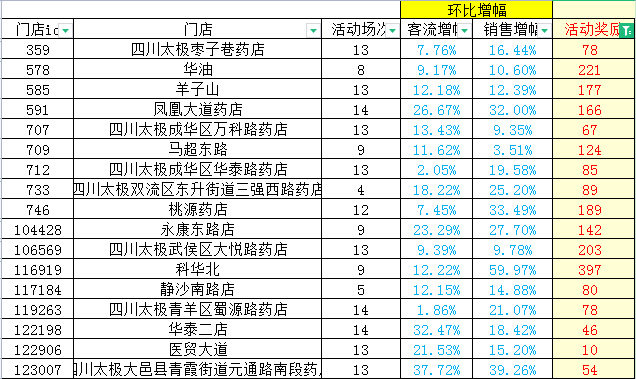 环比增幅
门店id 门店 活动场次 客流增幅 销售增幅 活动奖励
359 四川太极枣子巷药店 13 7.76% 16.44% 78
578 华油 8 9.17% 10.60% 221
585 羊子山 13 12.18% 12.39% 177
591 凤凰大道药店 14 26.67% 32.00% 166
707 四川太极成华区万科路药店 13 13.43% 9.35% 67
709 马超东路 9 11.62% 3.51% 124
712 四川太极成华区华泰路药店 13 2.05% 19.58% 85
733 四川太极双流区东升街道三强西路药店 4 18.22% 25.20% 89
746 桃源药店 12 7.45% 33.49% 189
104428 永康东路店 9 23.29% 27.70% 142
106569 四川太极武侯区大悦路药店 13 9.39% 9.78% 203
116919 科华北 9 12.22% 59.97% 397
117184 静沙南路店 5 12.15% 14.88% 80
119263 四川太极青羊区蜀源路药店 14 1.86% 21.07% 78
122198 华泰二店 14 32.47% 18.42% 46
122906 医贸大道 13 21.53% 15.20% 10
123007 四川太极大邑县青霞街道元通路南段药店 13 37.72% 39.26% 54